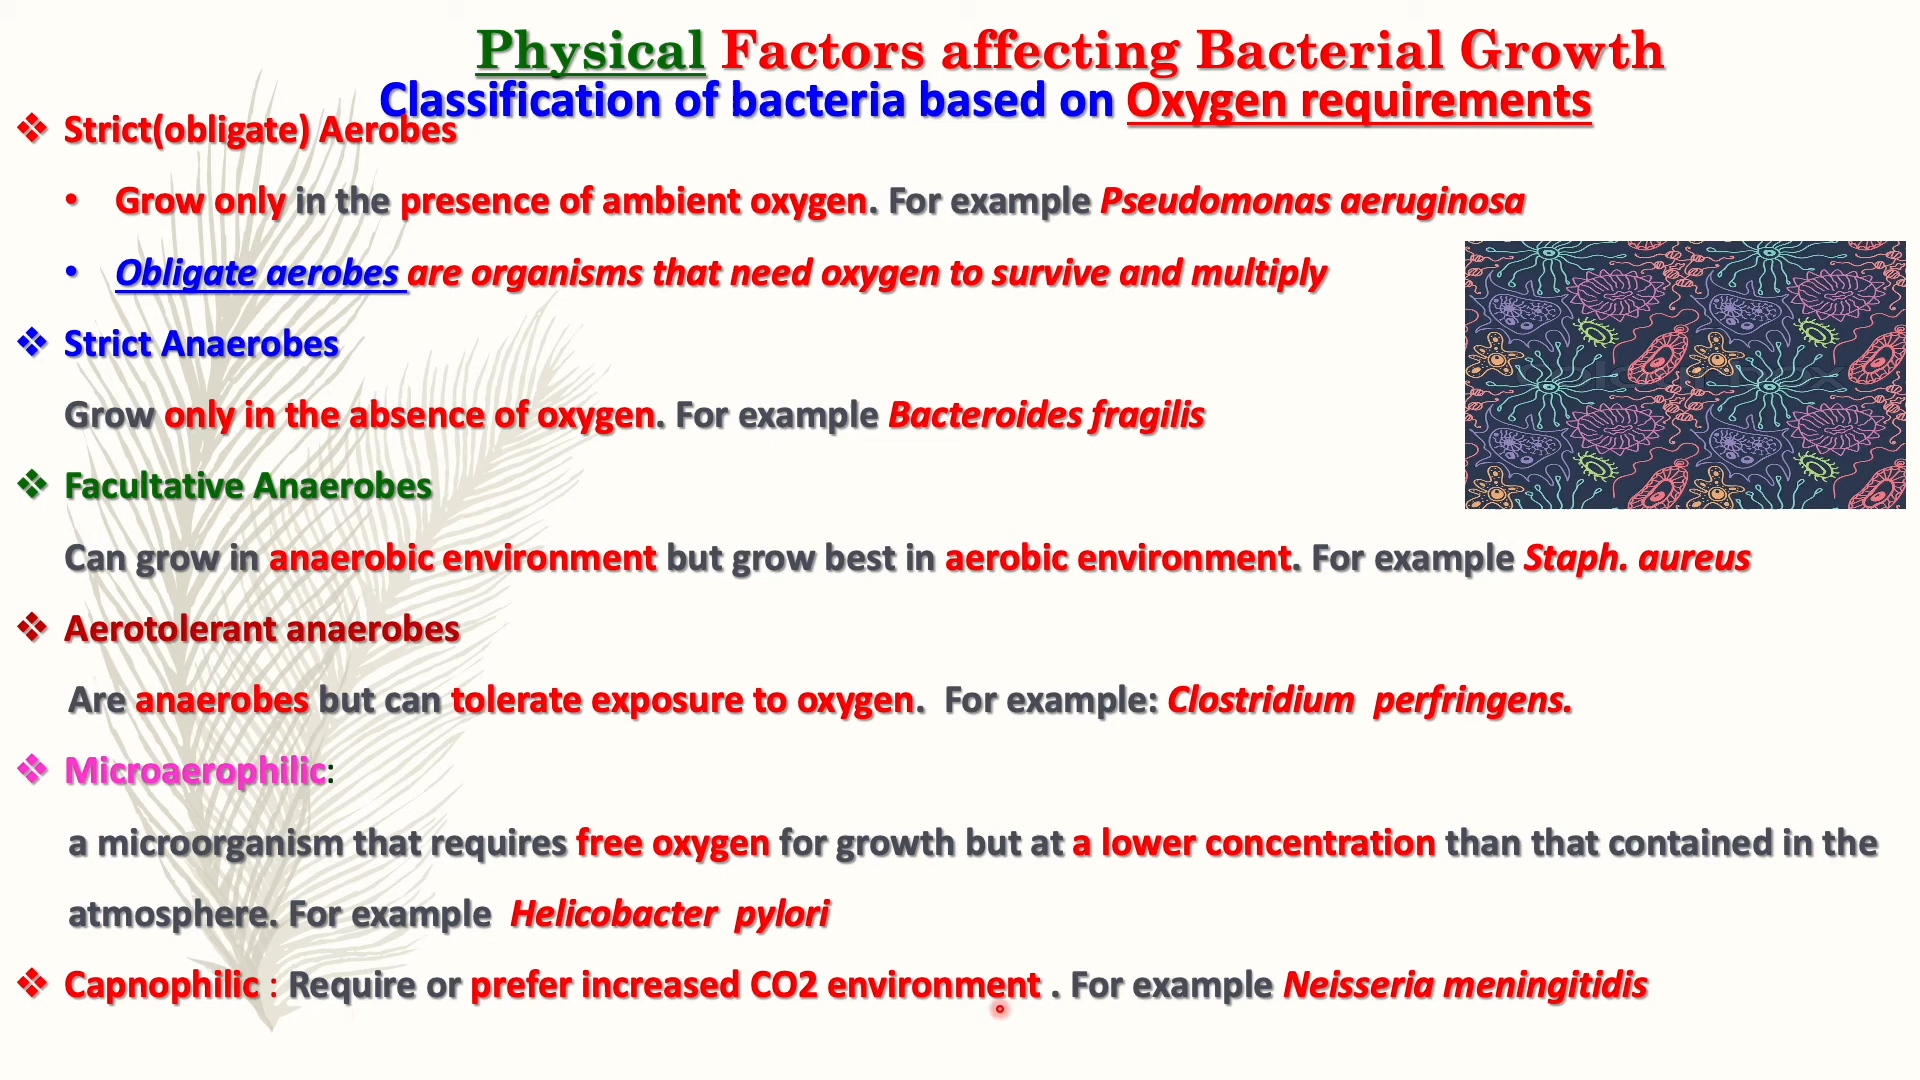 Physical Factors affecting Bacterial Growth
Classification of bacteria based on Oxygen requirements
❖ Strict(obligate) Aerobes
• Grow only in the presence of ambient oxygen. For example Pseudomonas aeruginosa
• Obligate aerobes are organisms that need oxygen to survive and multiply
❖ Strict Anaerobes
Grow only in the absence of oxygen. For example Bacteroides fragilis
❖ Facultative Anaerobes
Can grow in anaerobic environment but grow best in aerobic environment. For example Staph. aureus
❖ Aerotolerant anaerobes
Are anaerobes but can tolerate exposure to oxygen. For example: Clostridium perfringens.
❖ Microaerophilic:
a microorganism that requires free oxygen for growth but at a lower concentration than that contained in the
atmosphere. For example Helicobacter pylori
❖ Capnophilic : Require or prefer increased CO2 environment . For example Neisseria meningitidis